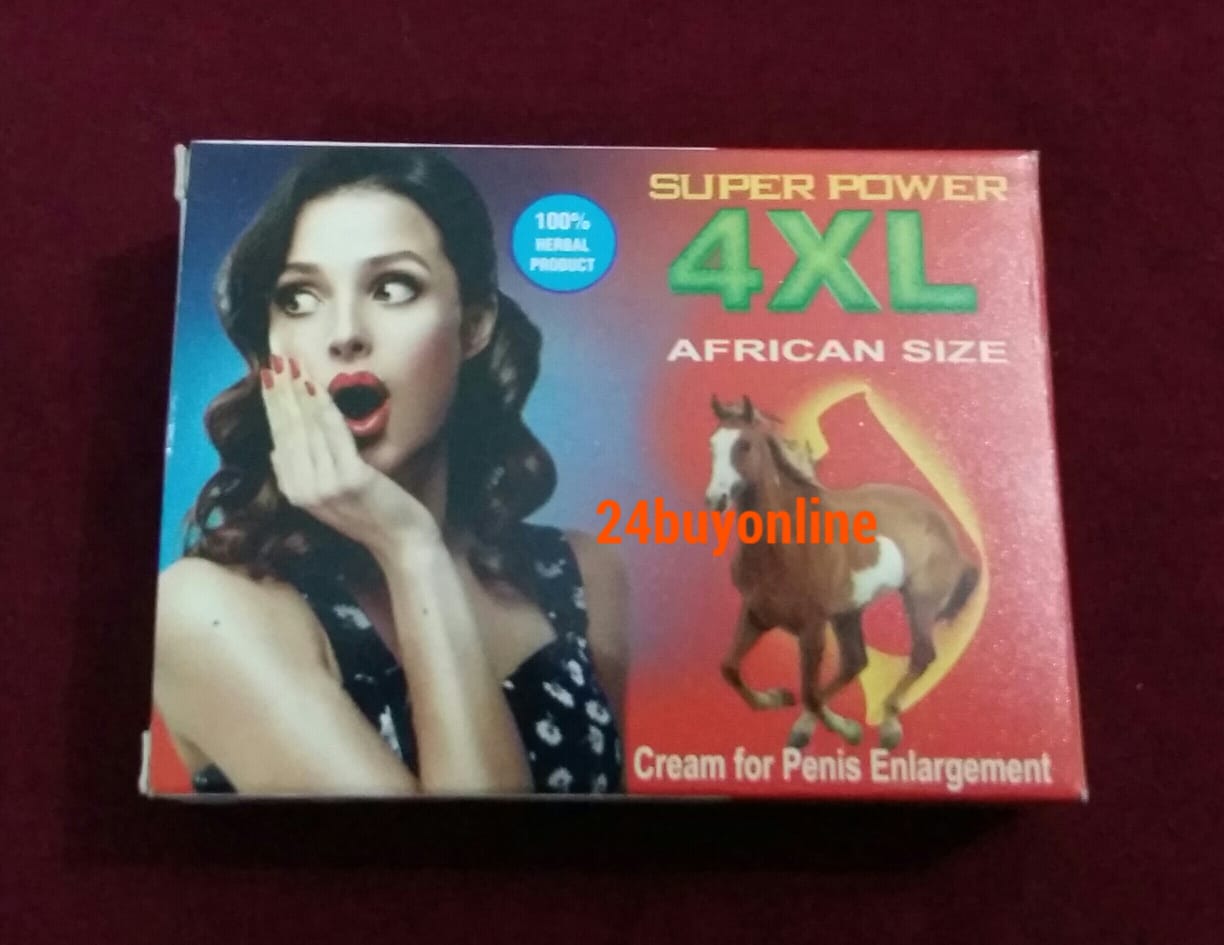 100%
HERBAL
PRODUCT
SUPER POWER
4XL
AFRICAN SIZE
24buyonline
Cream for Penis Enlargement